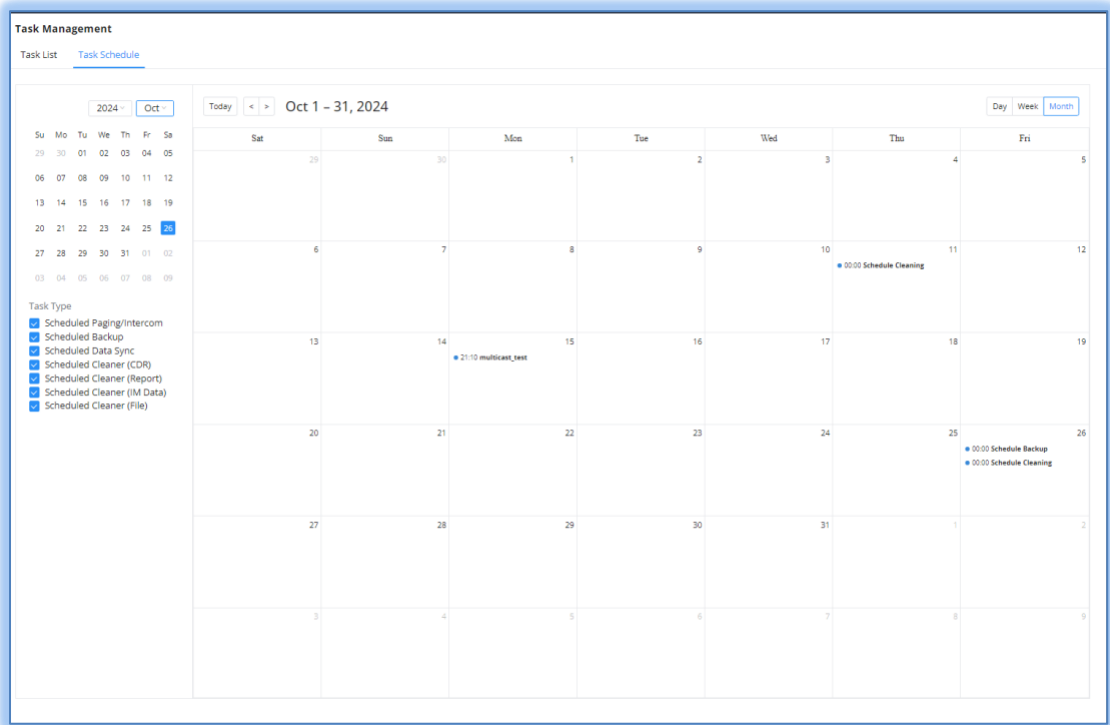 Task Management
Task List Task Schedule
2024 Oct
Su Mo Tu We Th Fr Sa
29 30 01 02 03 04 05
06 07 08 09 10 11 12
13 14 15 16 17 18 19
20 21 22 23 24 25 26
27 28 29 30 31 01 02
03 04 05 06 07 08 09
Task Type
Scheduled Paging/Intercom
Scheduled Backup
Scheduled Data Sync
Scheduled Cleaner (CDR)
Scheduled Cleaner (Report)
Scheduled Cleaner (IM Data)
Scheduled Cleaner (File)
Today < > Oct 1 – 31, 2024 Day Week Month
Sat Sun Mon Tue Wed Thu Fri
29 30 1 2 3 4 5
6 7 8 9 10 11 12
00:00 Schedule Cleaning
13 14 15 16 17 18 19
21:10 multicast_test
20 21 22 23 24 25 26
00:00 Schedule Backup
00:00 Schedule Cleaning
27 28 29 30 31 1 2
3 4 5 6 7 8 9